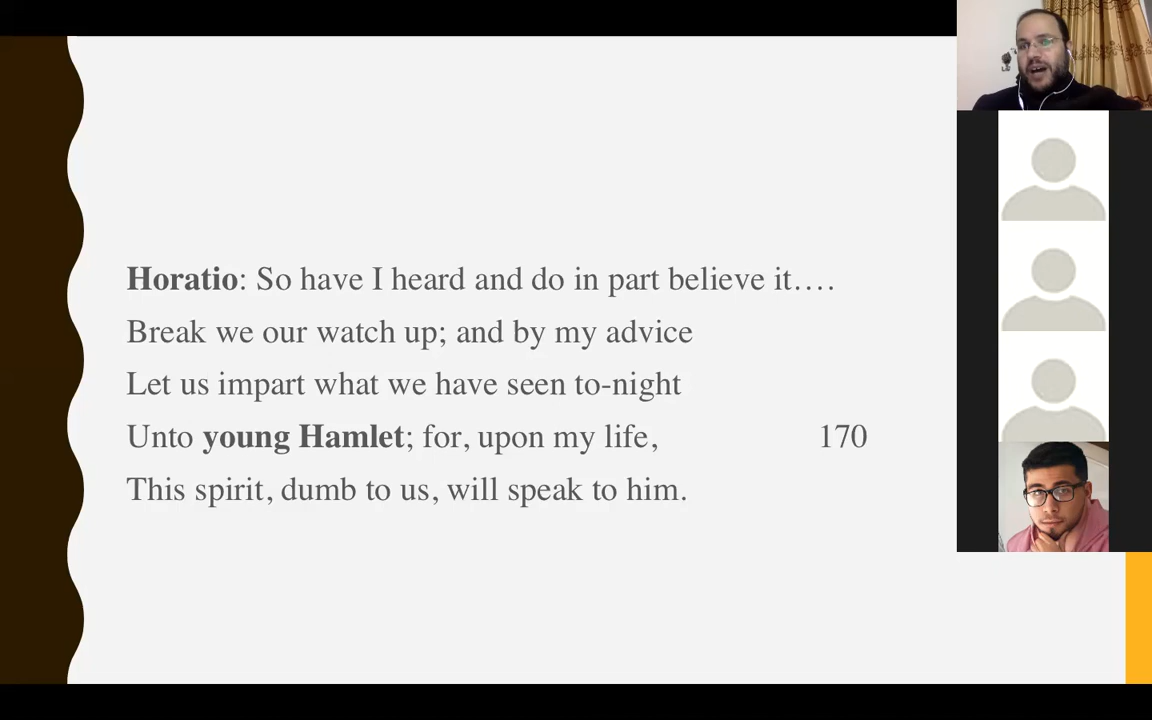 Horatio: So have I heard and do in part believe it….
Break we our watch up; and by my advice
Let us impart what we have seen to-night
Unto young Hamlet; for, upon my life, 170
This spirit, dumb to us, will speak to him.